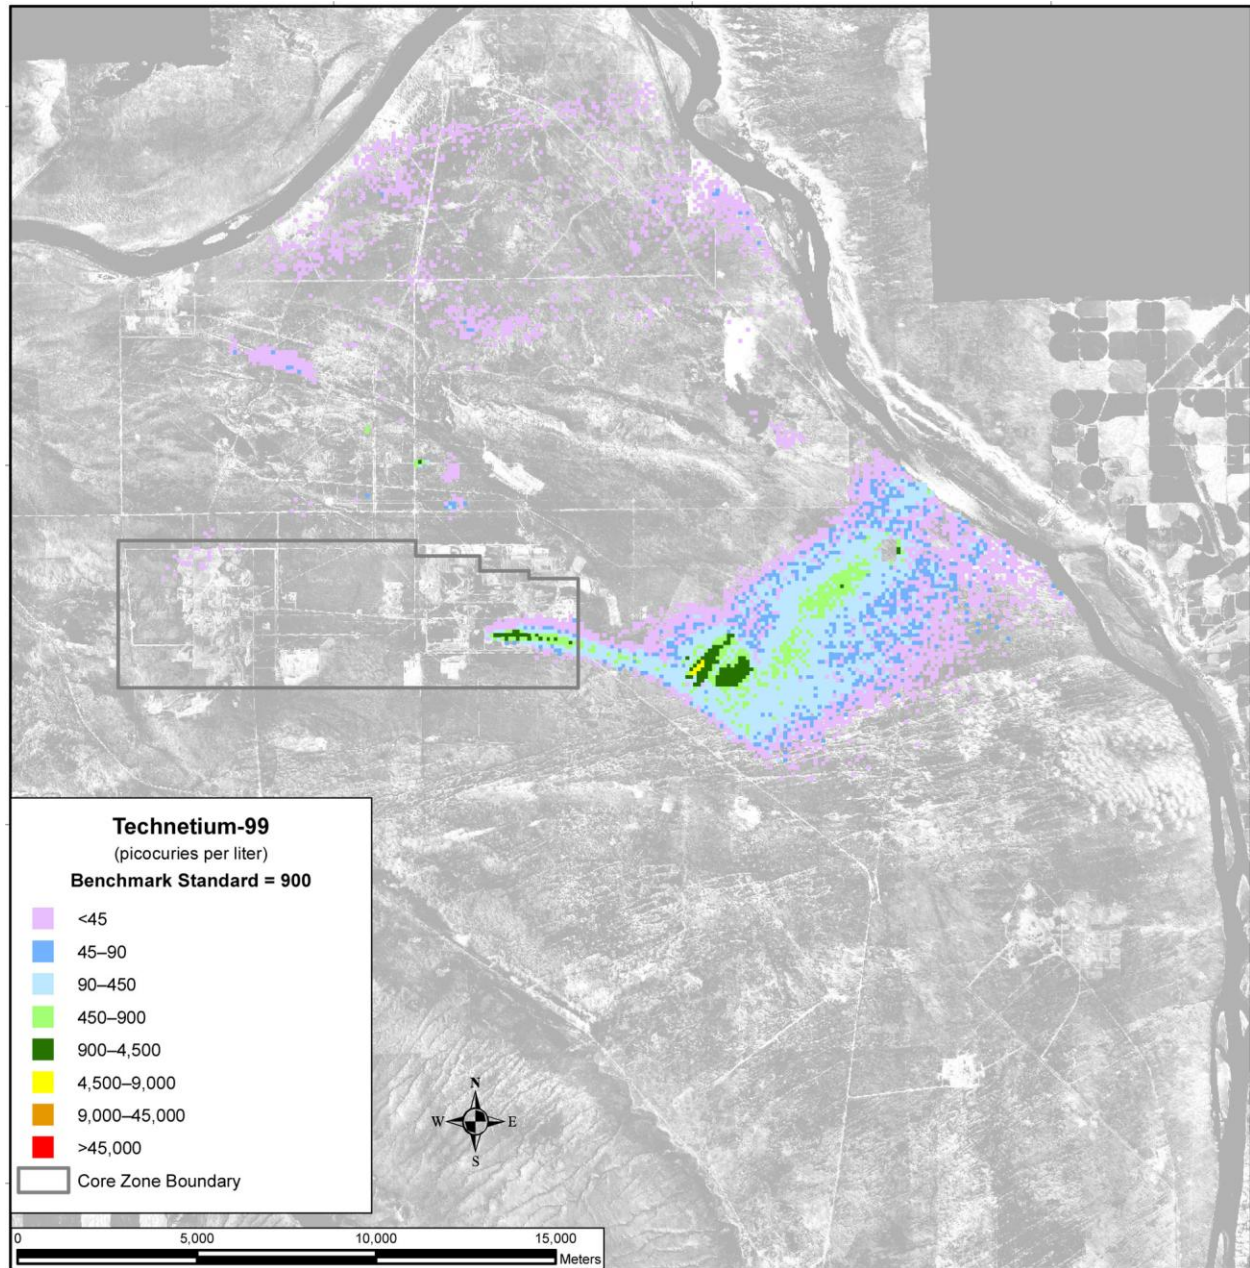 Technetium-99
(picocuries per liter)
Benchmark Standard = 900
<45
45–90
90–450
450–900
900–4,500
4,500–9,000
9,000–45,000
>45,000
Core Zone Boundary
N
W E
S
0 5,000 10,000 15,000
Meters